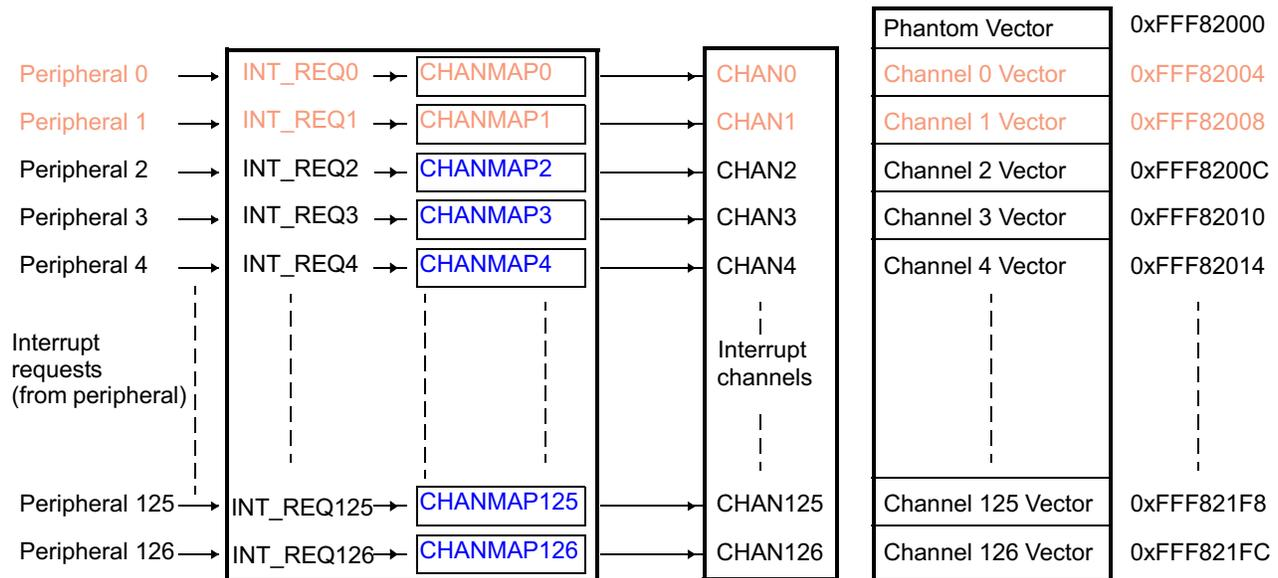 Phantom Vector 0xFFF82000
Peripheral 0 INT_REQ0 CHANMAP0 CHAN0 Channel 0 Vector 0xFFF82004
Peripheral 1 INT_REQ1 CHANMAP1 CHAN1 Channel 1 Vector 0xFFF82008
Peripheral 2 INT_REQ2 CHANMAP2 CHAN2 Channel 2 Vector 0xFFF8200C
Peripheral 3 INT_REQ3 CHANMAP3 CHAN3 Channel 3 Vector 0xFFF82010
Peripheral 4 INT_REQ4 CHANMAP4 CHAN4 Channel 4 Vector 0xFFF82014
Interrupt
requests
(from peripheral)
Interrupt
channels
Peripheral 125 INT_REQ125 CHANMAP125 CHAN125 Channel 125 Vector 0xFFF821F8
Peripheral 126 INT_REQ126 CHANMAP126 CHAN126 Channel 126 Vector 0xFFF821FC